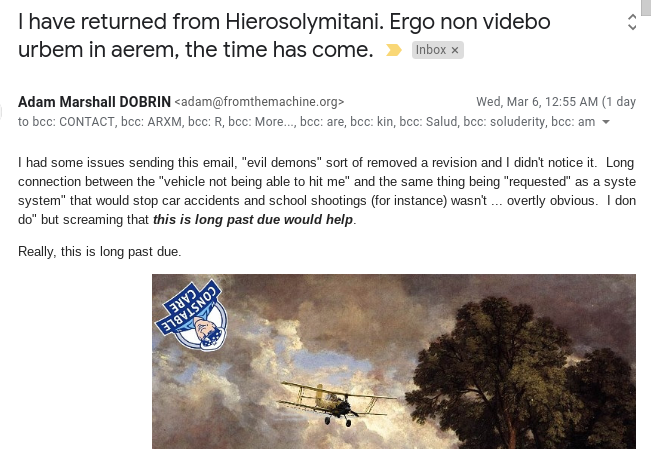 I have returned from Hierosolymitani. Ergo non videbo
urbem in aerem, the time has come. Inbox ×
Adam Marshall DOBRIN <adam@fromthemachine.org> Wed, Mar 6, 12:55 AM (1 day
to bcc: CONTACT, bcc: ARXM, bcc: R, bcc: More..., bcc: are, bcc: kin, bcc: Salud, bcc: soluderity, bcc: am
I had some issues sending this email, "evil demons" sort of removed a revision and I didn't notice it. Long
connection between the "vehicle not being able to hit me" and the same thing being "requested" as a syste
system" that would stop car accidents and school shootings (for instance) wasn't ... overtly obvious. I don
do" but screaming that this is long past due would help.
Really, this is long past due.
CONSTABLE
CARE